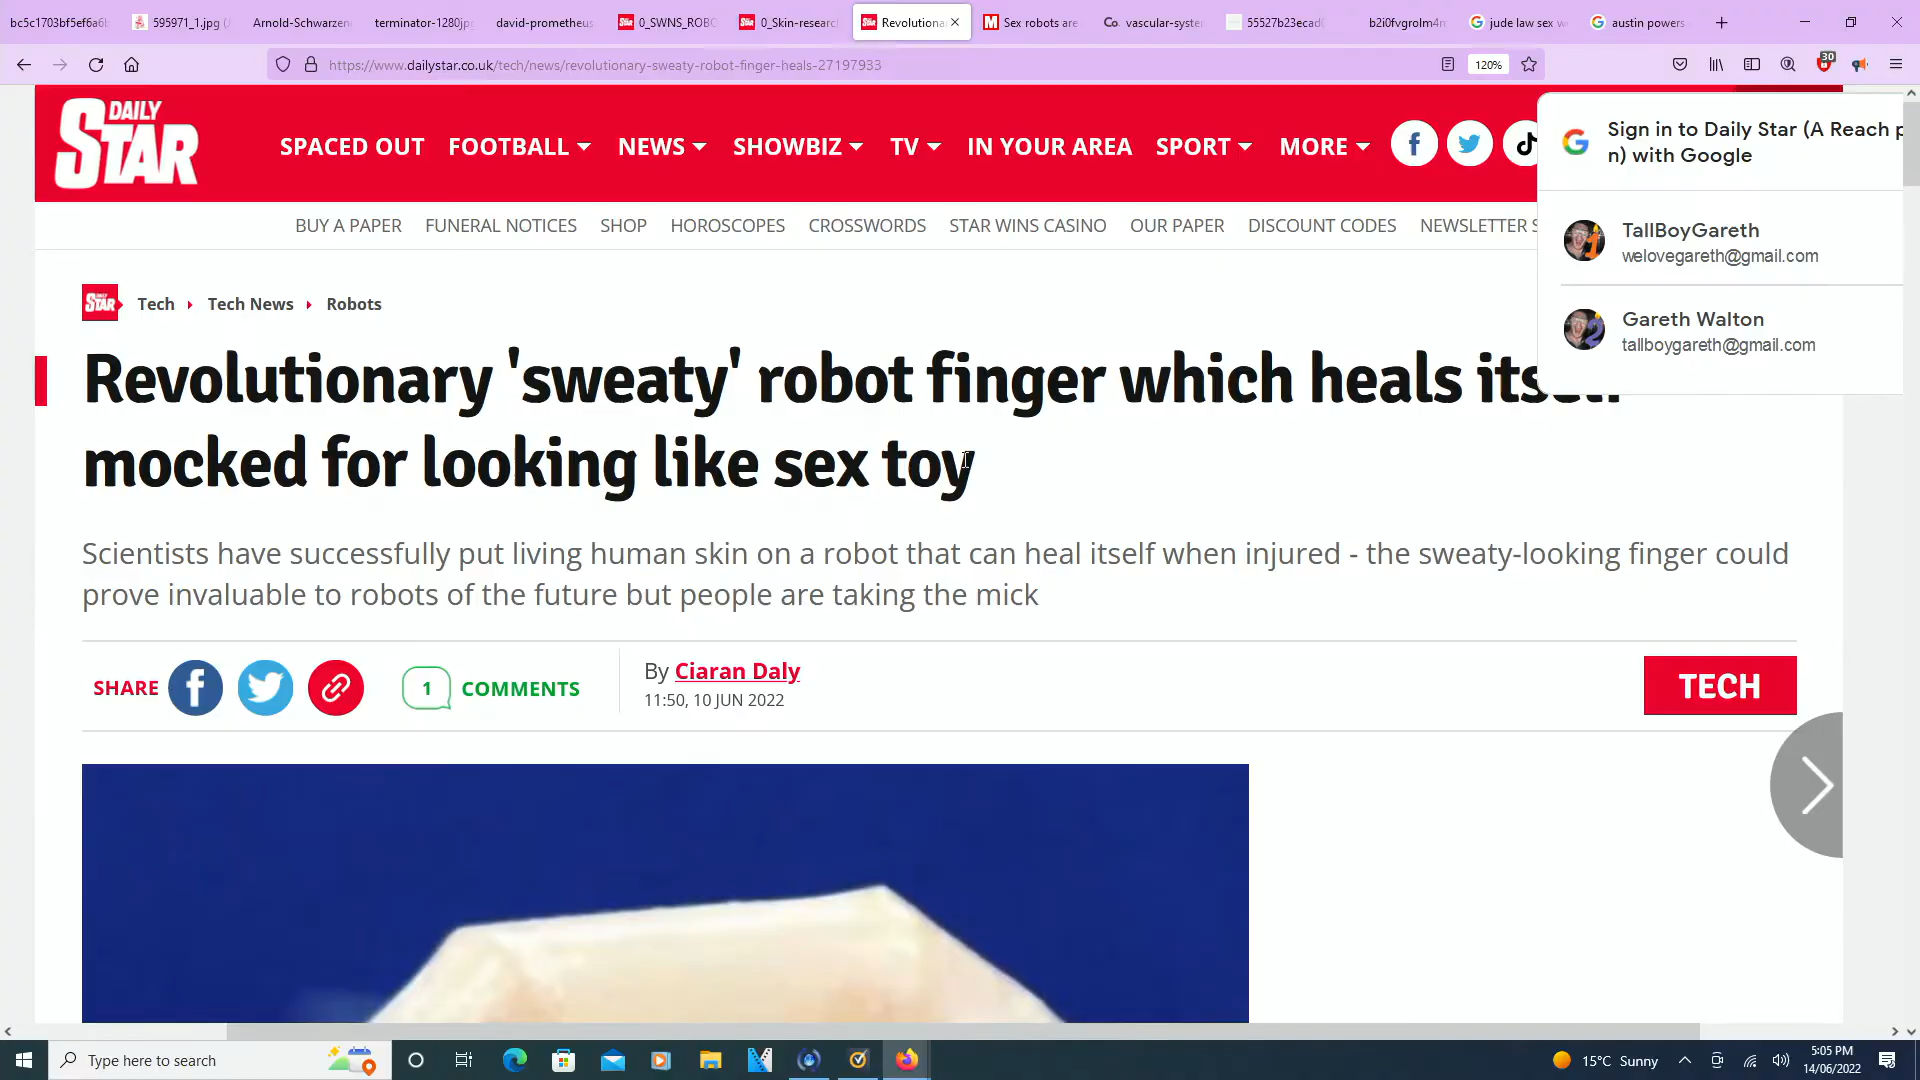 bc5c1703bf5ef6a6b
595971_1.jpg (
Arnold-Schwarzene
terminator-1280jp
david-prometheus
0_SWNS_ROBO
0_Skin-researc
Revolutiona
Sex robots are
Co. vascular-syste
55527b23ecad
b2i0fvgrolm4n
jude law sex w
austin powers
https://www.dailystar.co.uk/tech/news/revolutionary-sweaty-robot-finger-heals-27197933
120%
30
DAILY
STAR
SPACED OUT FOOTBALL NEWS SHOWBIZ TV IN YOUR AREA SPORT MORE
Sign in to Daily Star (A Reach p
n) with Google
TallBoyGareth
welovegareth@gmail.com
Gareth Walton
tallboygareth@gmail.com
BUY A PAPER FUNERAL NOTICES SHOP HOROSCOPES CROSSWORDS STAR WINS CASINO OUR PAPER DISCOUNT CODES NEWSLETTER S
DAILY STAR Tech Tech News Robots
Revolutionary 'sweaty' robot finger which heals itself
mocked for looking like sex toy
Scientists have successfully put living human skin on a robot that can heal itself when injured - the sweaty-looking finger could
prove invaluable to robots of the future but people are taking the mick
SHARE
1 COMMENTS
By Ciaran Daly
11:50, 10 JUN 2022
TECH
Type here to search
15°C Sunny
5:05 PM
14/06/2022